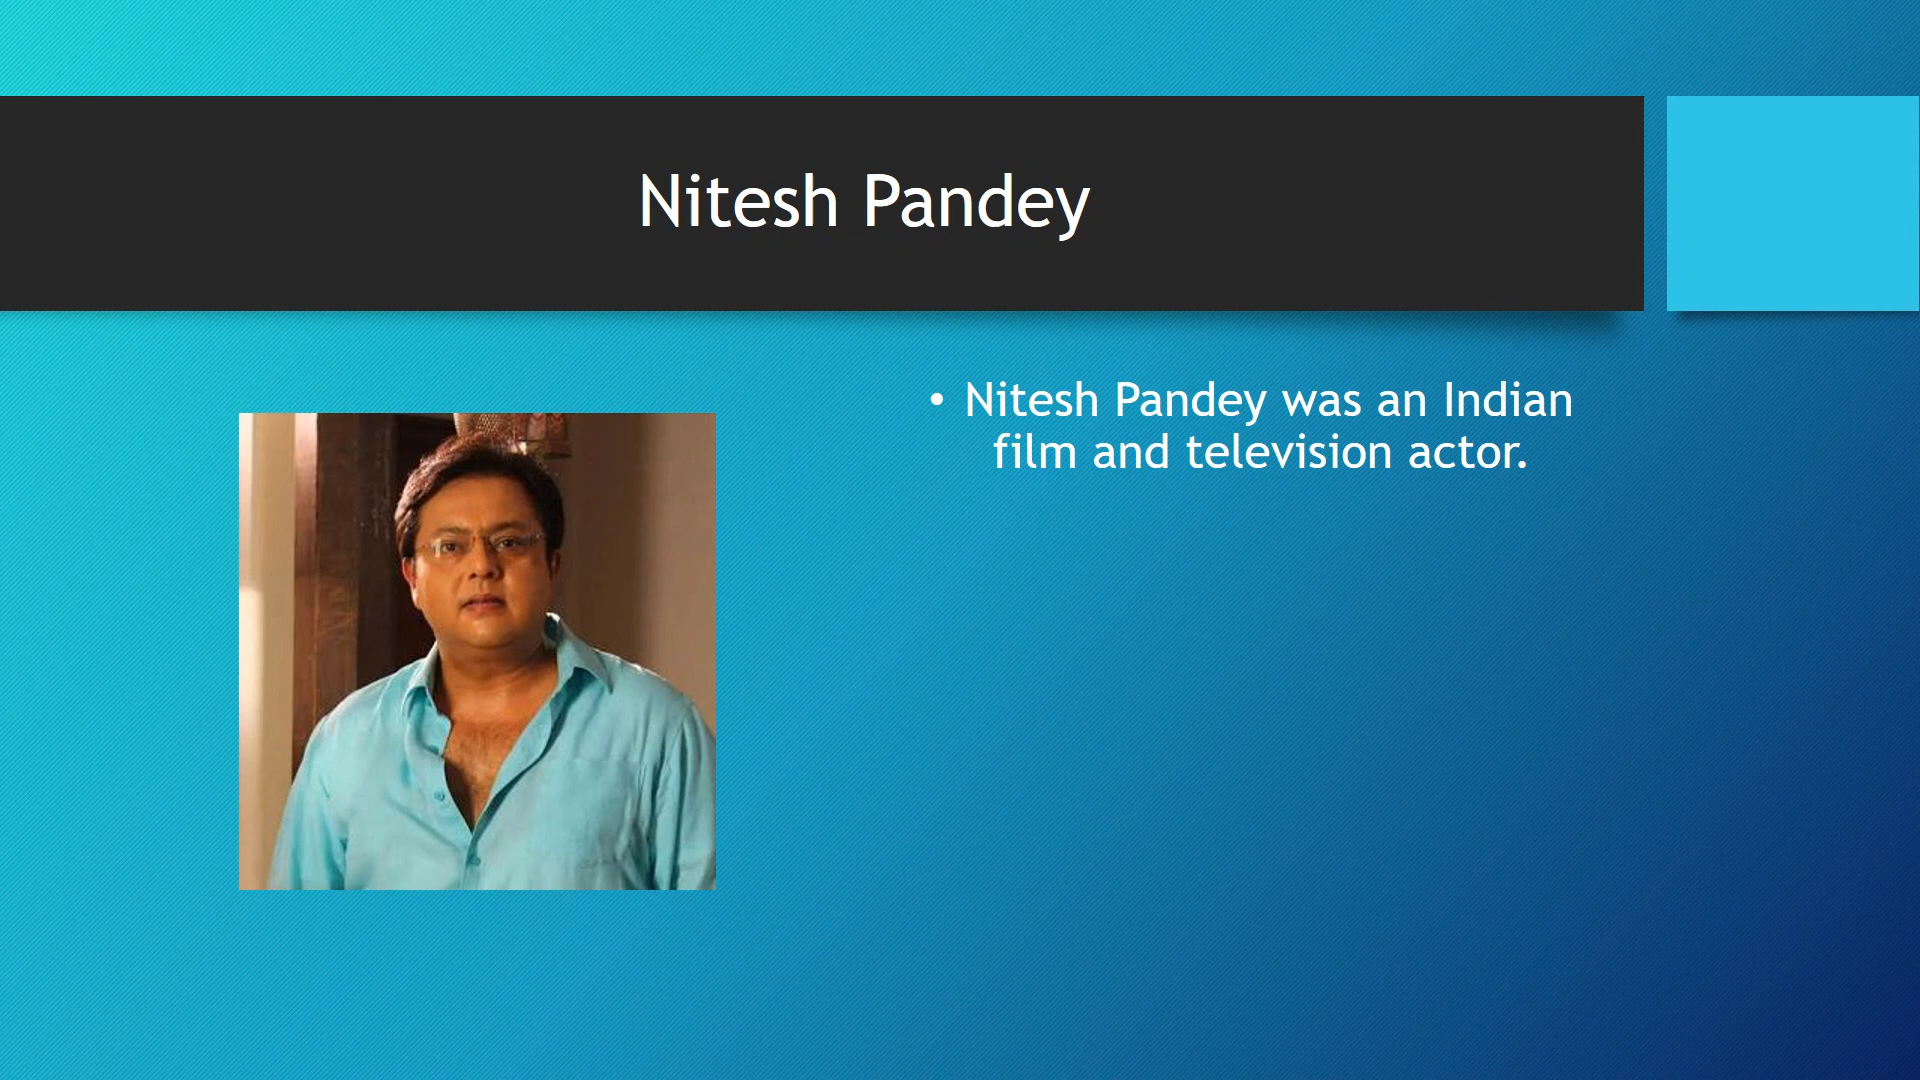 Nitesh Pandey
• Nitesh Pandey was an Indian
film and television actor.